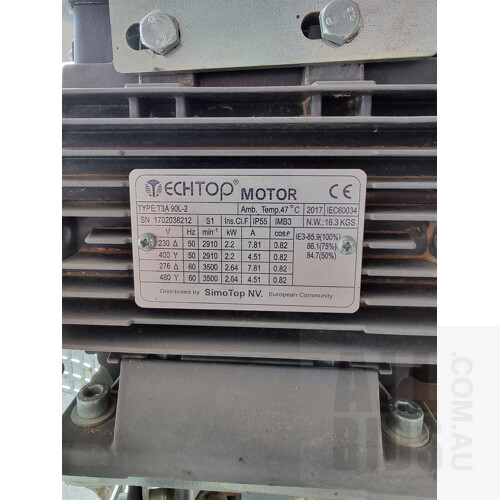 TECHTOP® MOTOR CE
TYPE:T3A 90L-2 Amb. Temp.47°C 2017 IEC60034
SN 1702038212 S1 Ins.Cl.F IP55 IMB3 N.W.:16.3 KGS
V Hz min⁻¹ kW A cosφ IE3-85.9(100%)
230 Δ 50 2910 2.2 7.81 0.82 86.1(75%)
400 Y 50 2910 2.2 4.51 0.82 84.7(50%)
276 Δ 60 3500 2.64 7.81 0.82
480 Y 60 3500 2.64 4.51 0.82
Distributed by SimoTop NV. European Community
ALLBIDS
.COM.AU